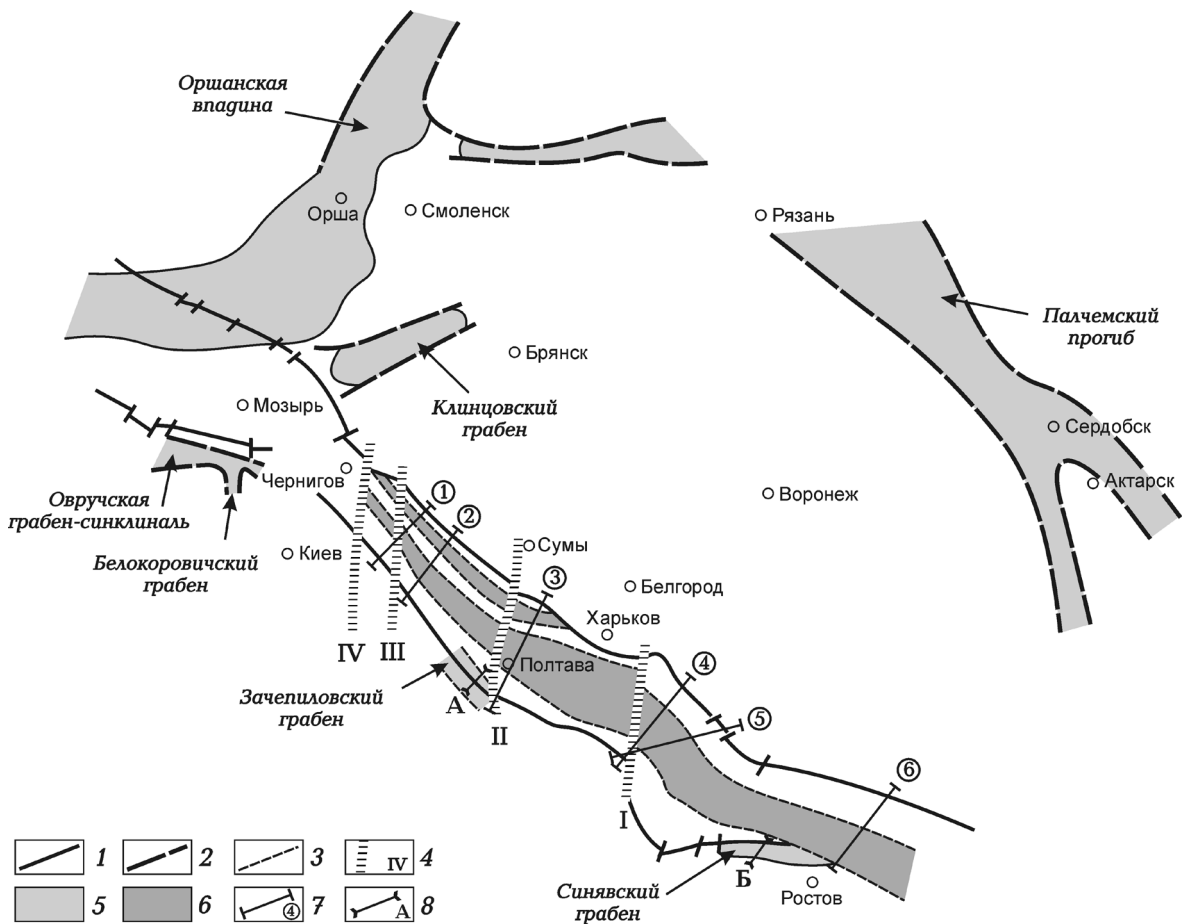 Оршанская
впадина
Орша
Смоленск
Рязань
Палчемский
прогиб
Брянск
Клинцовский
грабен
Мозырь
Сердобск
Чернигов
Актарск
Овручская
грабен-синклиналь
Воронеж
1
2
Белокоровичский
грабен
Киев
Сумы
3
Белгород
Харьков
IV
III
Полтава
4
Зачепиловский
грабен
А
II
5
6
I
Б
Синявский
грабен
Ростов
1
2
3
IV
4
5
6
4
7
А
8